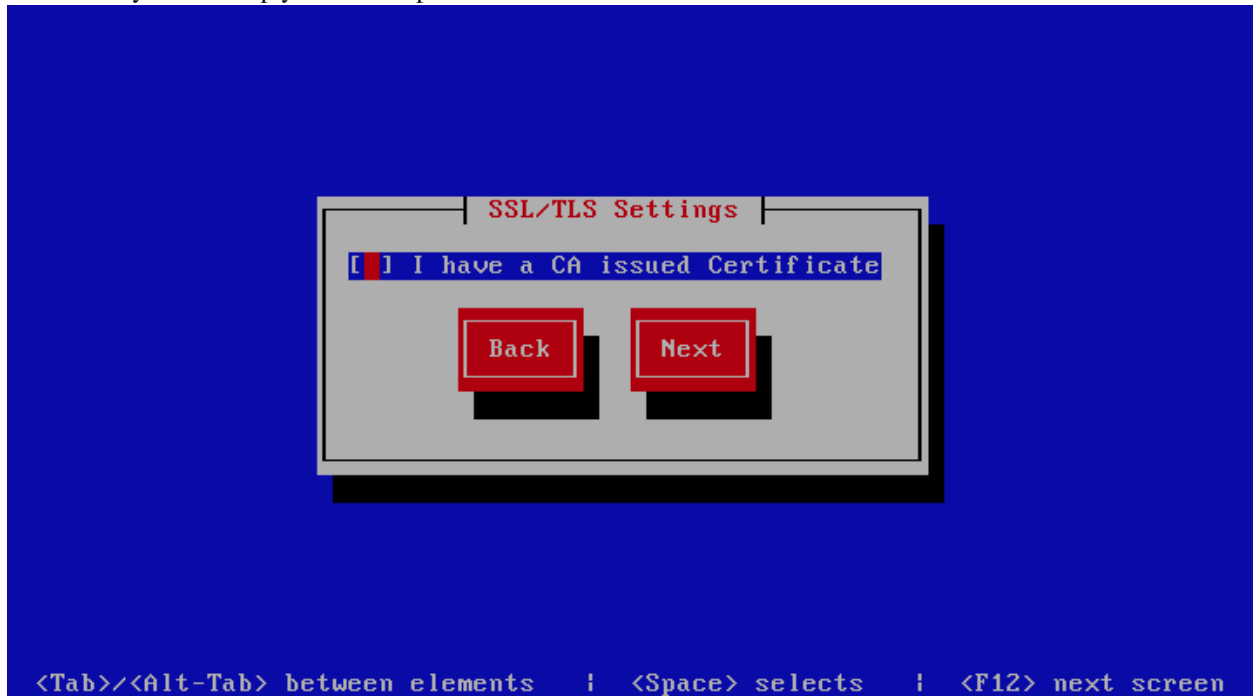 SSL/TLS Settings
[ ] I have a CA issued Certificate
Back Next
<Tab>/<Alt-Tab> between elements | <Space> selects | <F12> next screen